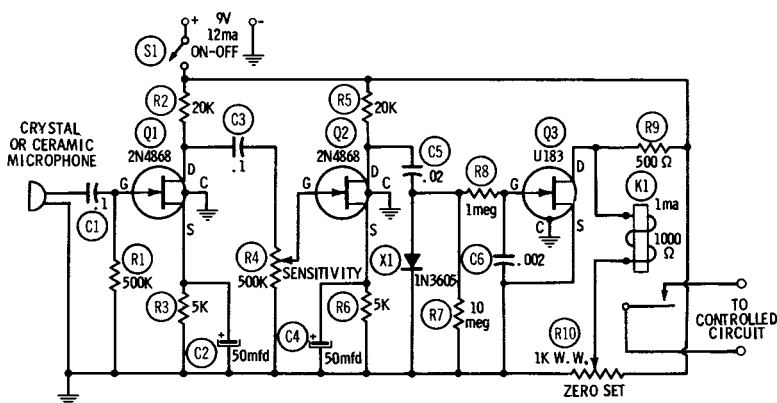 + 9V -
12ma
ON-OFF
S1
R2
20K
Q1
2N4868
C3
.1
R5
20K
Q2
2N4868
C5
.02
Q3
U183
R9
500 Ω
CRYSTAL
OR CERAMIC
MICROPHONE
G
D
C
S
G
D
C
S
R8
1meg
G
D
C
S
K1
1ma
1000
Ω
.1
C1
R1
500K
R4
500K
SENSITIVITY
X1
1N3605
C6
.002
R3
5K
R6
5K
R7
10
meg
C2
+
50mfd
C4
+
50mfd
R10
1K W.W.
ZERO SET
TO
CONTROLLED
CIRCUIT